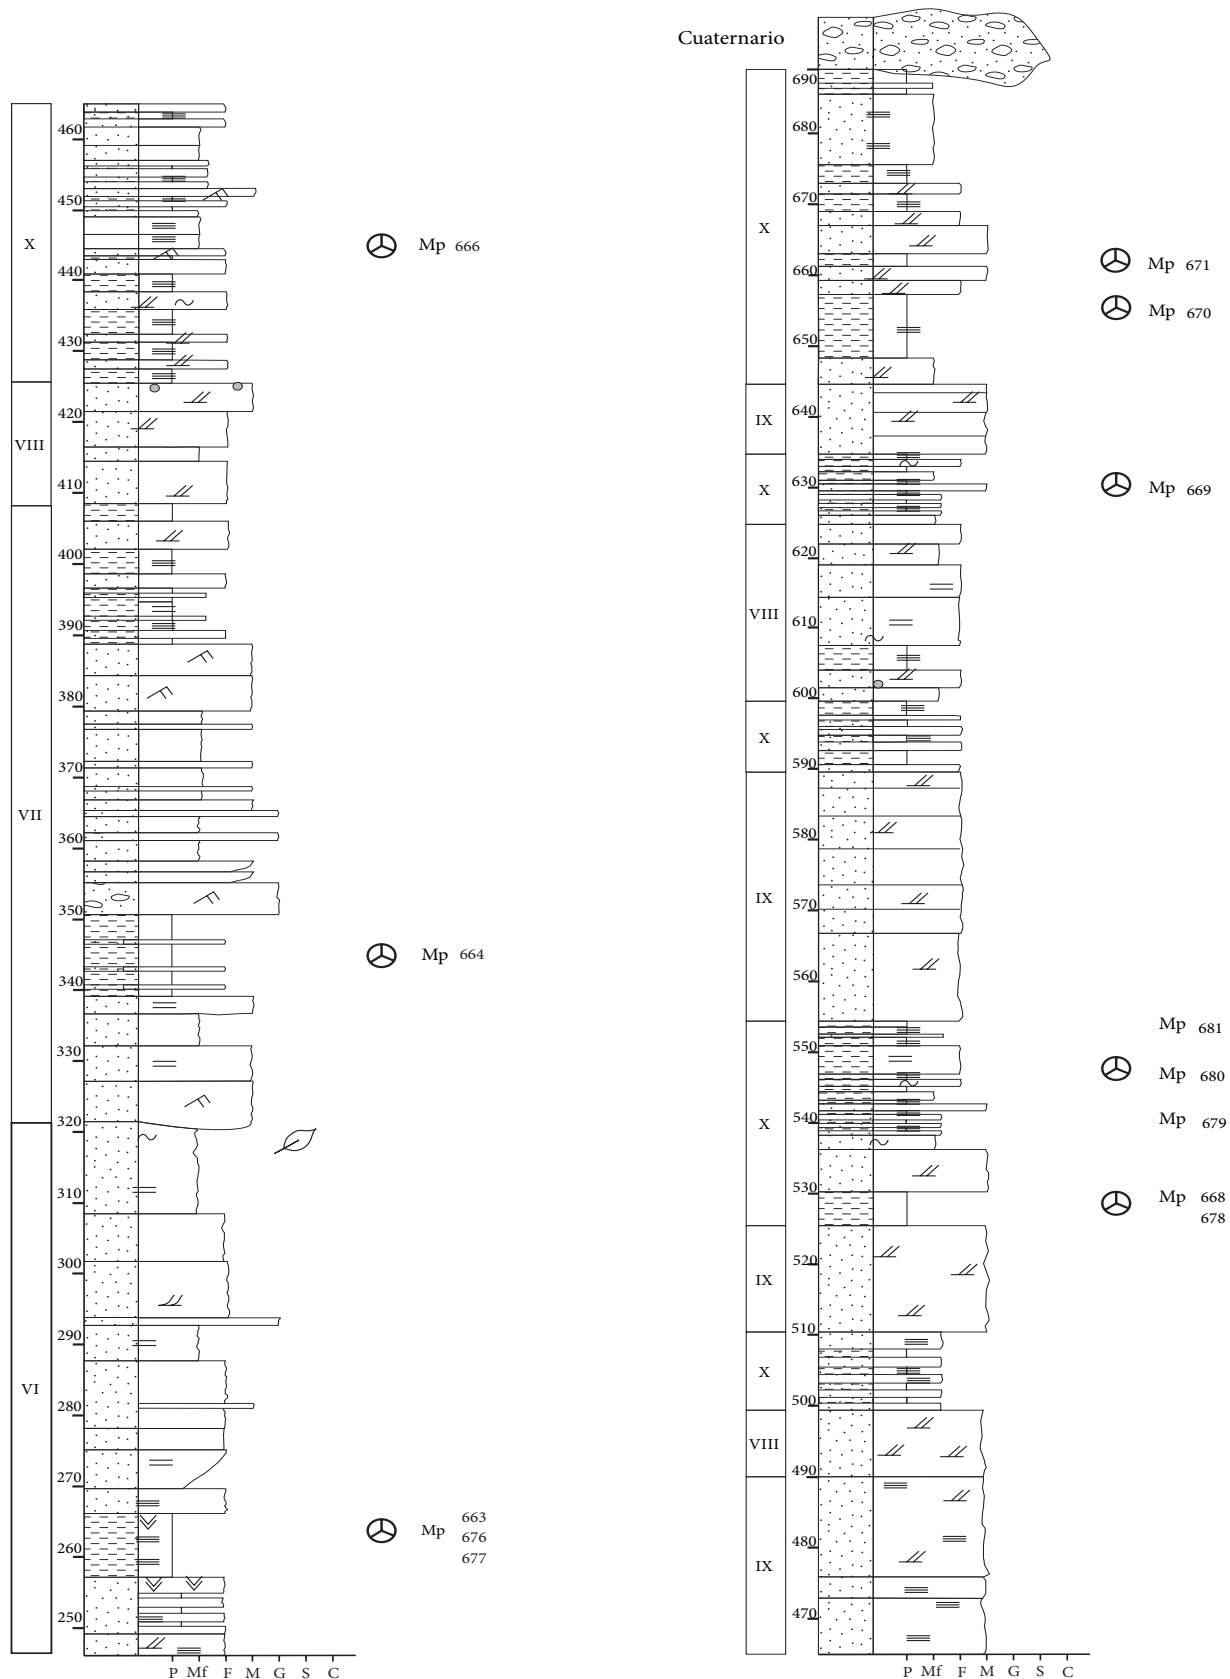 Cuaternario
460
450
X
Mp 666
440
430
420
VIII
410
400
390
380
370
VII
360
350
Mp 664
340
330
320
310
300
290
VI
280
270
663
Mp 676
677
260
250
P Mf F M G S C
690
680
670
X
Mp 671
660
Mp 670
650
640
IX
X
630
Mp 669
620
VIII
610
600
X
590
580
IX
570
560
Mp 681
550
Mp 680
540
Mp 679
X
530
Mp 668
678
520
IX
510
X
500
VIII
490
480
IX
470
P Mf F M G S C